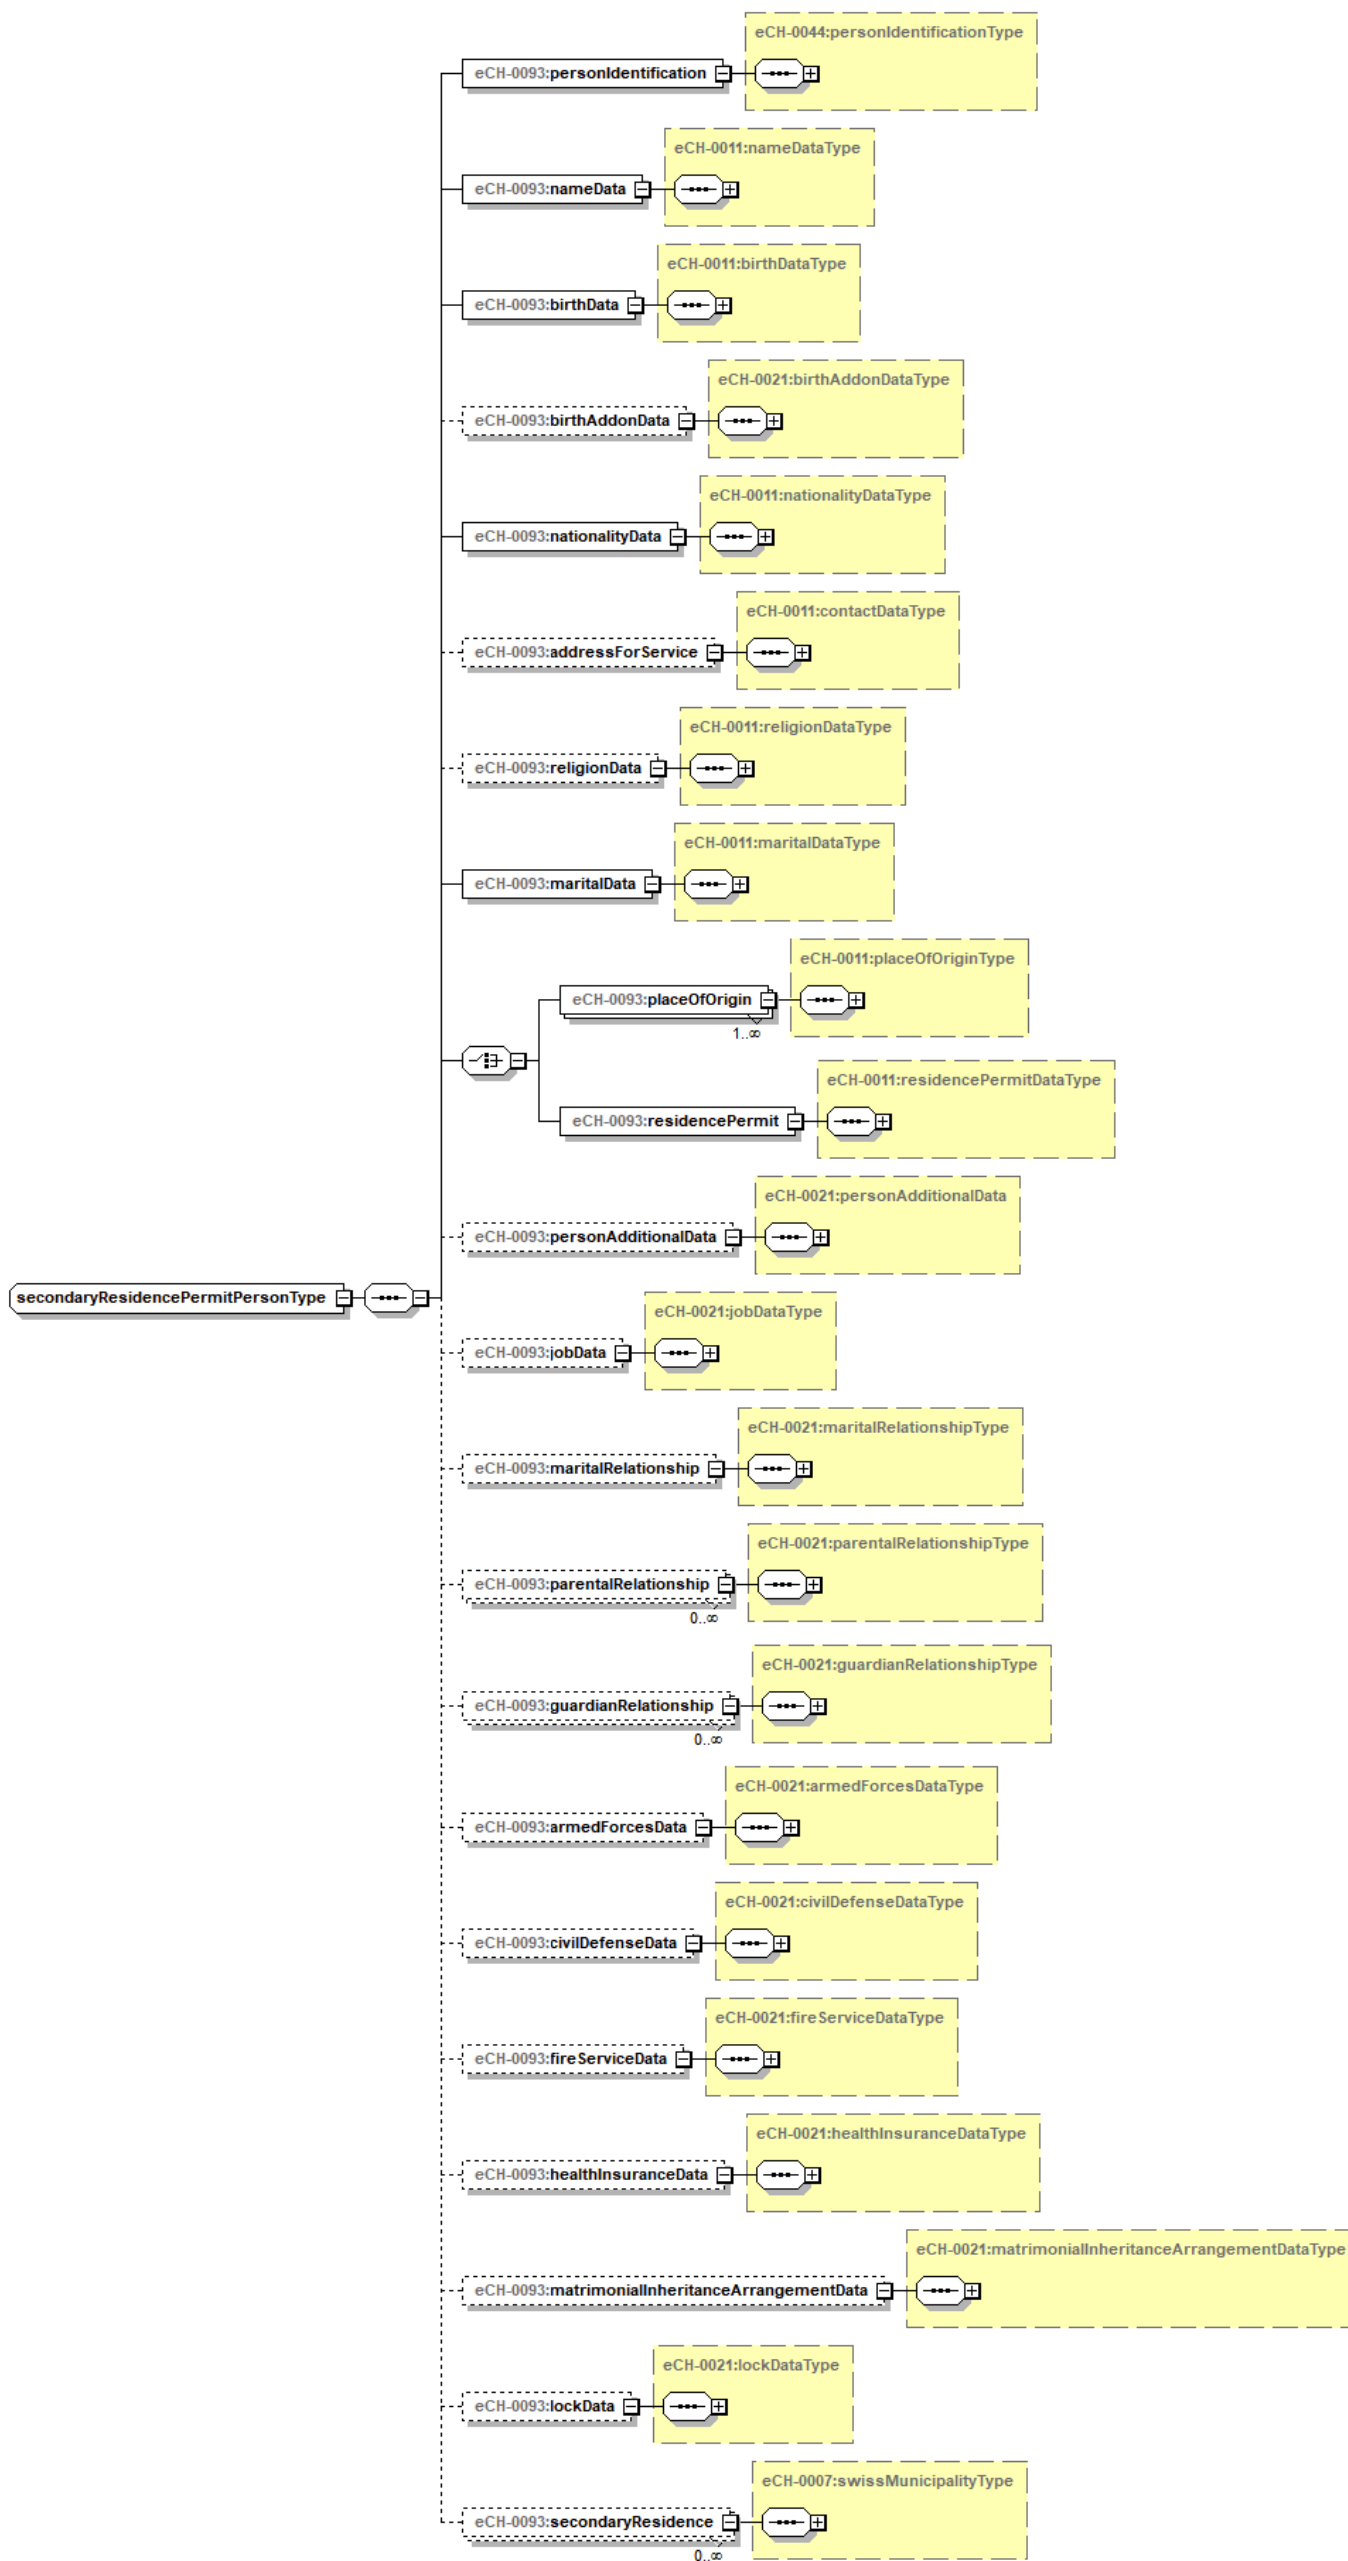 eCH-0044:personIdentificationType
eCH-0093:personIdentification
eCH-0011:nameDataType
eCH-0093:nameData
eCH-0011:birthDataType
eCH-0093:birthData
eCH-0021:birthAddonDataType
eCH-0093:birthAddonData
eCH-0011:nationalityDataType
eCH-0093:nationalityData
eCH-0011:contactDataType
eCH-0093:addressForService
eCH-0011:religionDataType
eCH-0093:religionData
eCH-0011:maritalDataType
eCH-0093:maritalData
eCH-0011:placeOfOriginType
eCH-0093:placeOfOrigin
1..∞
eCH-0011:residencePermitDataType
eCH-0093:residencePermit
eCH-0021:personAdditionalData
eCH-0093:personAdditionalData
secondaryResidencePermitPersonType
eCH-0021:jobDataType
eCH-0093:jobData
eCH-0021:maritalRelationshipType
eCH-0093:maritalRelationship
eCH-0021:parentalRelationshipType
eCH-0093:parentalRelationship
0..∞
eCH-0021:guardianRelationshipType
eCH-0093:guardianRelationship
0..∞
eCH-0021:armedForcesDataType
eCH-0093:armedForcesData
eCH-0021:civilDefenseDataType
eCH-0093:civilDefenseData
eCH-0021:fireServiceDataType
eCH-0093:fireServiceData
eCH-0021:healthInsuranceDataType
eCH-0093:healthInsuranceData
eCH-0021:matrimonialInheritanceArrangementDataType
eCH-0093:matrimonialInheritanceArrangementData
eCH-0021:lockDataType
eCH-0093:lockData
eCH-0007:swissMunicipalityType
eCH-0093:secondaryResidence
0..∞